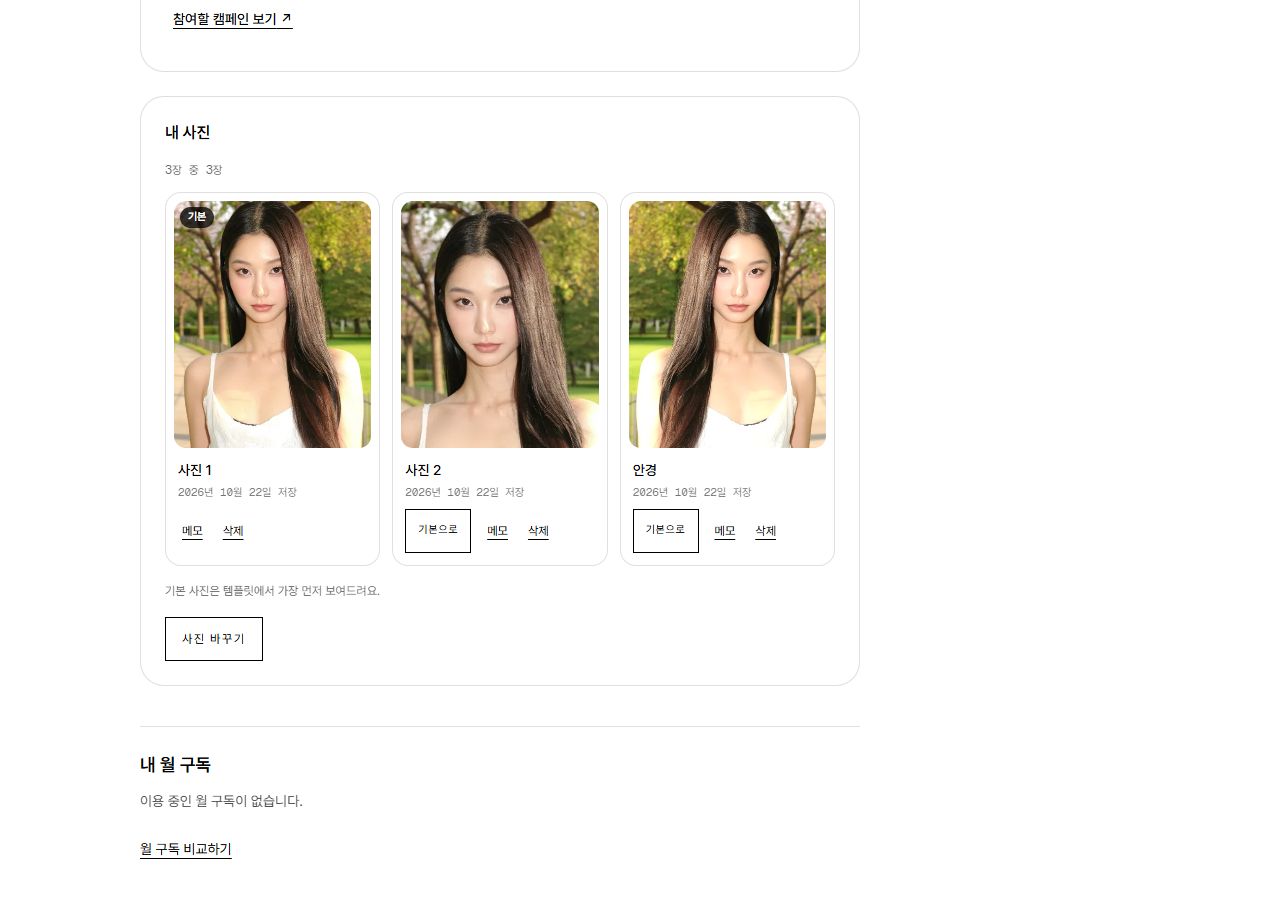 참여할 캠페인 보기 ↗
내 사진
3장 중 3장
기본
사진 1
2026년 10월 22일 저장
메모 삭제
사진 2
2026년 10월 22일 저장
기본으로 메모 삭제
안경
2026년 10월 22일 저장
기본으로 메모 삭제
기본 사진은 템플릿에서 가장 먼저 보여드려요.
사진 바꾸기
내 월 구독
이용 중인 월 구독이 없습니다.
월 구독 비교하기